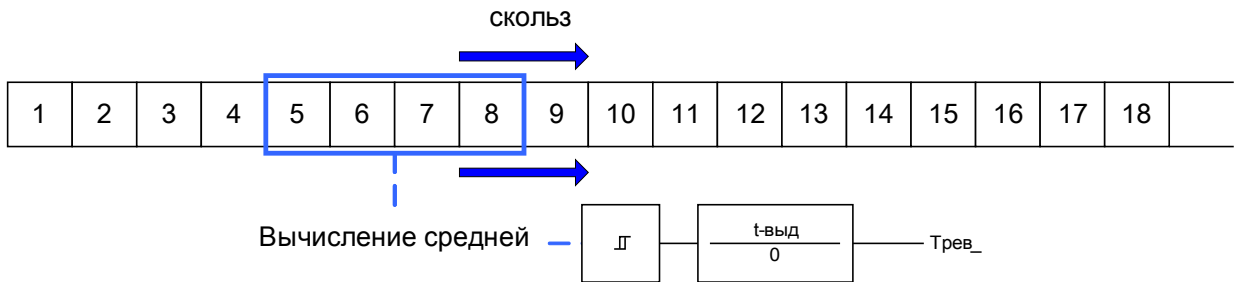 скольз
1 2 3 4 5 6 7 8 9 10 11 12 13 14 15 16 17 18
Вычисление средней
t-выд
0
Трев_